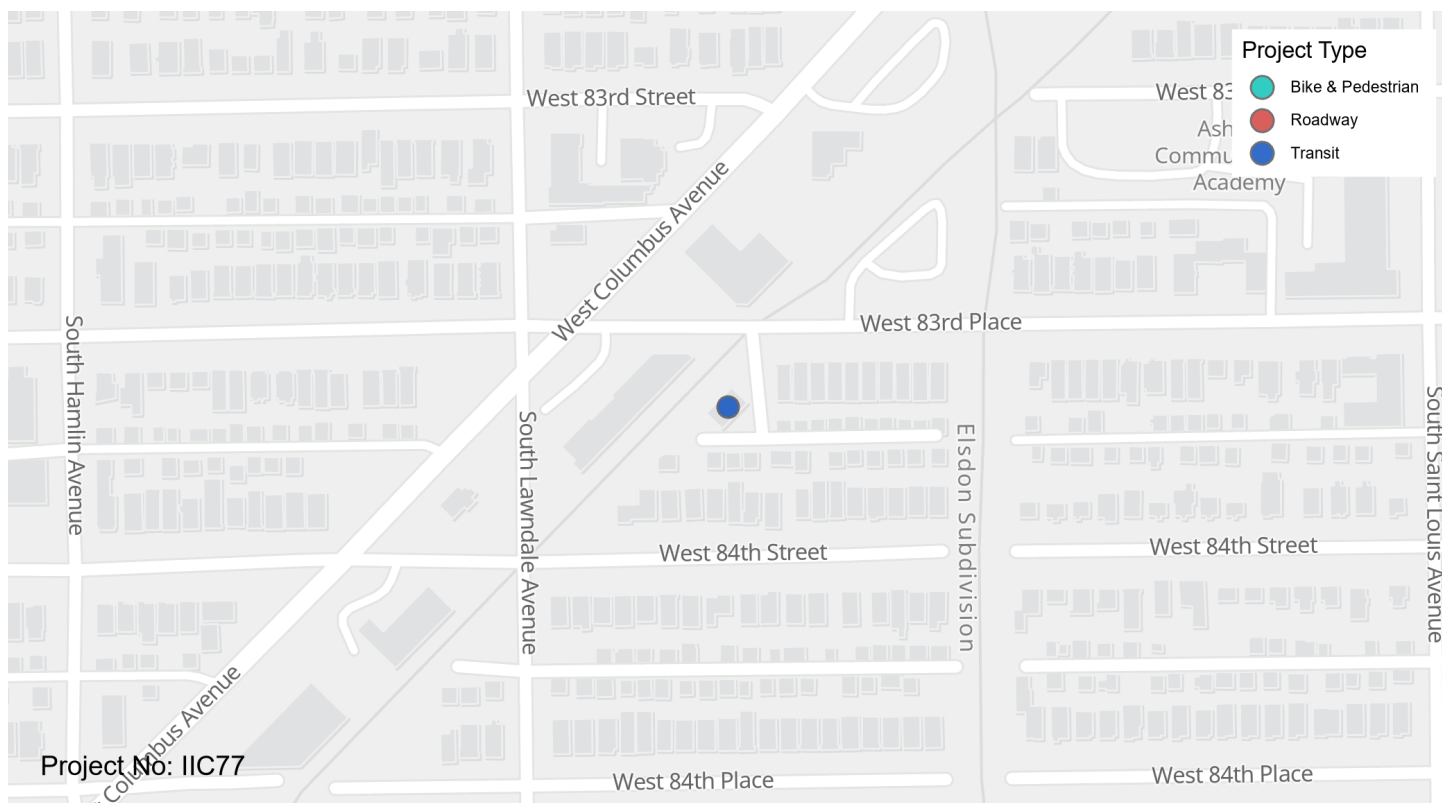 Project Type
Bike & Pedestrian
Roadway
Transit
West 83rd Street
West 83
Ash
Commu
Academy
West Columbus Avenue
West 83rd Place
South Hamlin Avenue
South Lawndale Avenue
Elsdon Subdivision
South Saint Louis Avenue
West 84th Street
West 84th Street
Columbus Avenue
Project No: IIC77
West 84th Place
West 84th Place